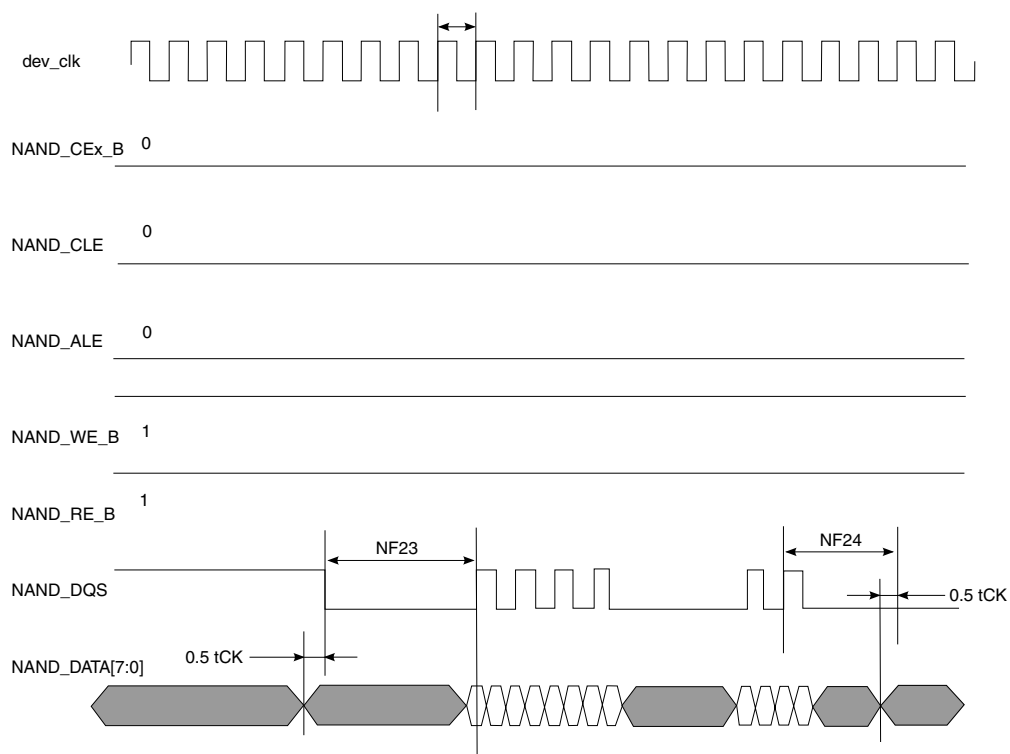 dev_clk
NAND_CEx_B 0
NAND_CLE 0
NAND_ALE 0
NAND_WE_B 1
NAND_RE_B 1
NF23 NF24
NAND_DQS 0.5 tCK
NAND_DATA[7:0] 0.5 tCK